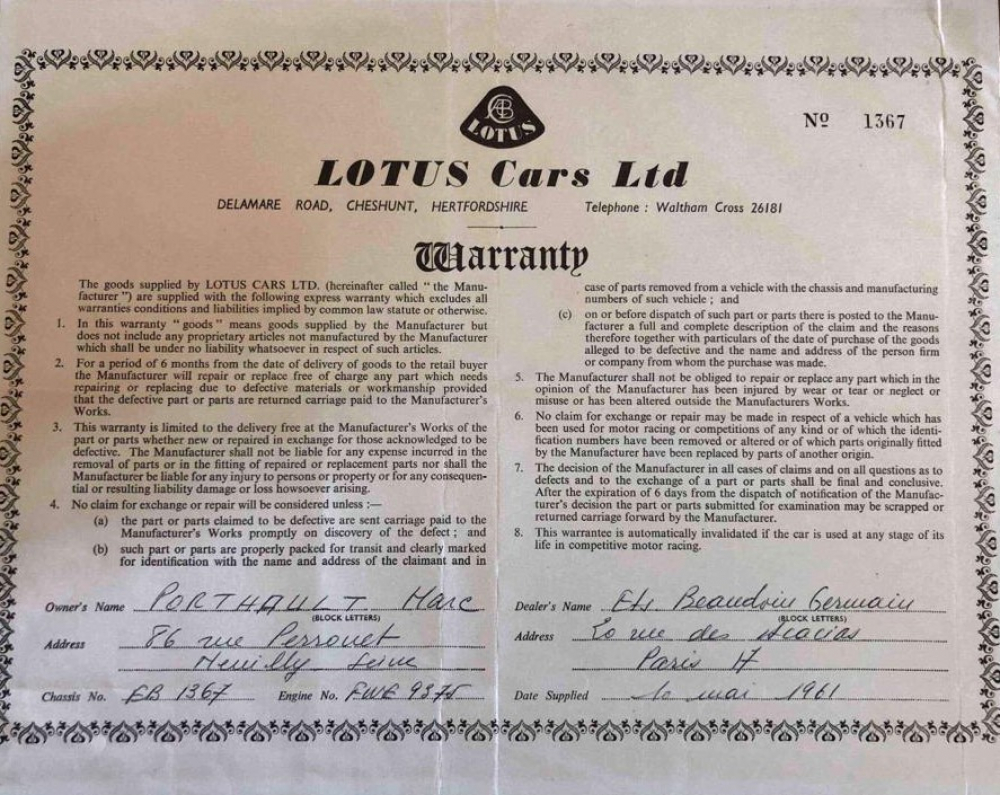 LOTUS
Nº 1367
LOTUS Cars Ltd
DELAMARE ROAD, CHESHUNT, HERTFORDSHIRE Telephone : Waltham Cross 26181
Warranty
The goods supplied by LOTUS CARS LTD. (hereinafter called " the Manu-
facturer ") are supplied with the following express warranty which excludes all
warranties conditions and liabilities implied by common law statute or otherwise.
1. In this warranty " goods " means goods supplied by the Manufacturer but
does not include any proprietary articles not manufactured by the Manufacturer
which shall be under no liability whatsoever in respect of such articles.
2. For a period of 6 months from the date of delivery of goods to the retail buyer
the Manufacturer will repair or replace free of charge any part which needs
repairing or replacing due to defective materials or workmanship provided
that the defective part or parts are returned carriage paid to the Manufacturer's
Works.
3. This warranty is limited to the delivery free at the Manufacturer's Works of the
part or parts whether new or repaired in exchange for those acknowledged to be
defective. The Manufacturer shall not be liable for any expense incurred in the
removal of parts or in the fitting of repaired or replacement parts nor shall the
Manufacturer be liable for any injury to persons or property or for any consequen-
tial or resulting liability damage or loss howsoever arising.
4. No claim for exchange or repair will be considered unless :—
(a) the part or parts claimed to be defective are sent carriage paid to the
Manufacturer's Works promptly on discovery of the defect ; and
(b) such part or parts are properly packed for transit and clearly marked
for identification with the name and address of the claimant and in
case of parts removed from a vehicle with the chassis and manufacturing
numbers of such vehicle ; and
(c) on or before dispatch of such part or parts there is posted to the Manu-
facturer a full and complete description of the claim and the reasons
therefore together with particulars of the date of purchase of the goods
alleged to be defective and the name and address of the person firm
or company from whom the purchase was made.
5. The Manufacturer shall not be obliged to repair or replace any part which in the
opinion of the Manufacturer has been injured by wear or tear or neglect or
misuse or has been altered outside the Manufacturers Works.
6. No claim for exchange or repair may be made in respect of a vehicle which has
been used for motor racing or competitions of any kind or of which the identi-
fication numbers have been removed or altered or of which parts originally fitted
by the Manufacturer have been replaced by parts of another origin.
7. The decision of the Manufacturer in all cases of claims and on all questions as to
defects and to the exchange of a part or parts shall be final and conclusive.
After the expiration of 6 days from the dispatch of notification of the Manufac-
turer's decision the part or parts submitted for examination may be scrapped or
returned carriage forward by the Manufacturer.
8. This warrantee is automatically invalidated if the car is used at any stage of its
life in competitive motor racing.
Owner's Name PORTHAULT Marc
(BLOCK LETTERS)
Address 86 rue Perronet
Neuilly Seine
Chassis No. EB 1367 Engine No. FWE 9375
Dealer's Name Ets Beaudoin Germain
(BLOCK LETTERS)
Address rue des Acacias
Paris 17
Date Supplied 10 mai 1961